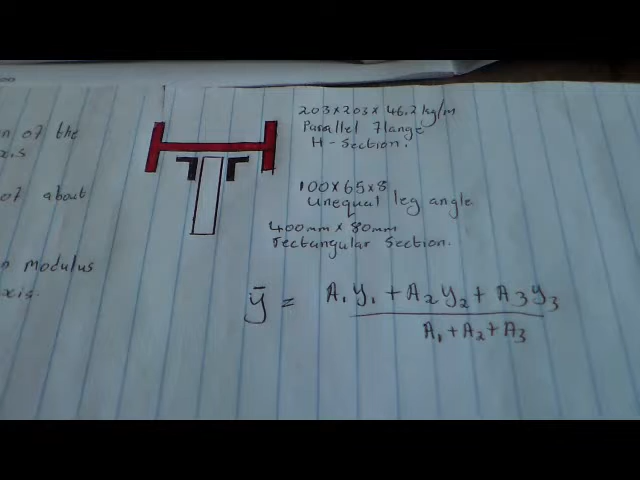 n of the
xis
203 x 203 x 46.2 kg/m
Parallel Flange
H-Section.
of about
100 x 65 x 8
Unequal leg angle
400mm x 80mm
rectangular Section.
n modulus
xis.
ȳ = A₁y₁ + A₂y₂ + A₃y₃
A₁ + A₂ + A₃